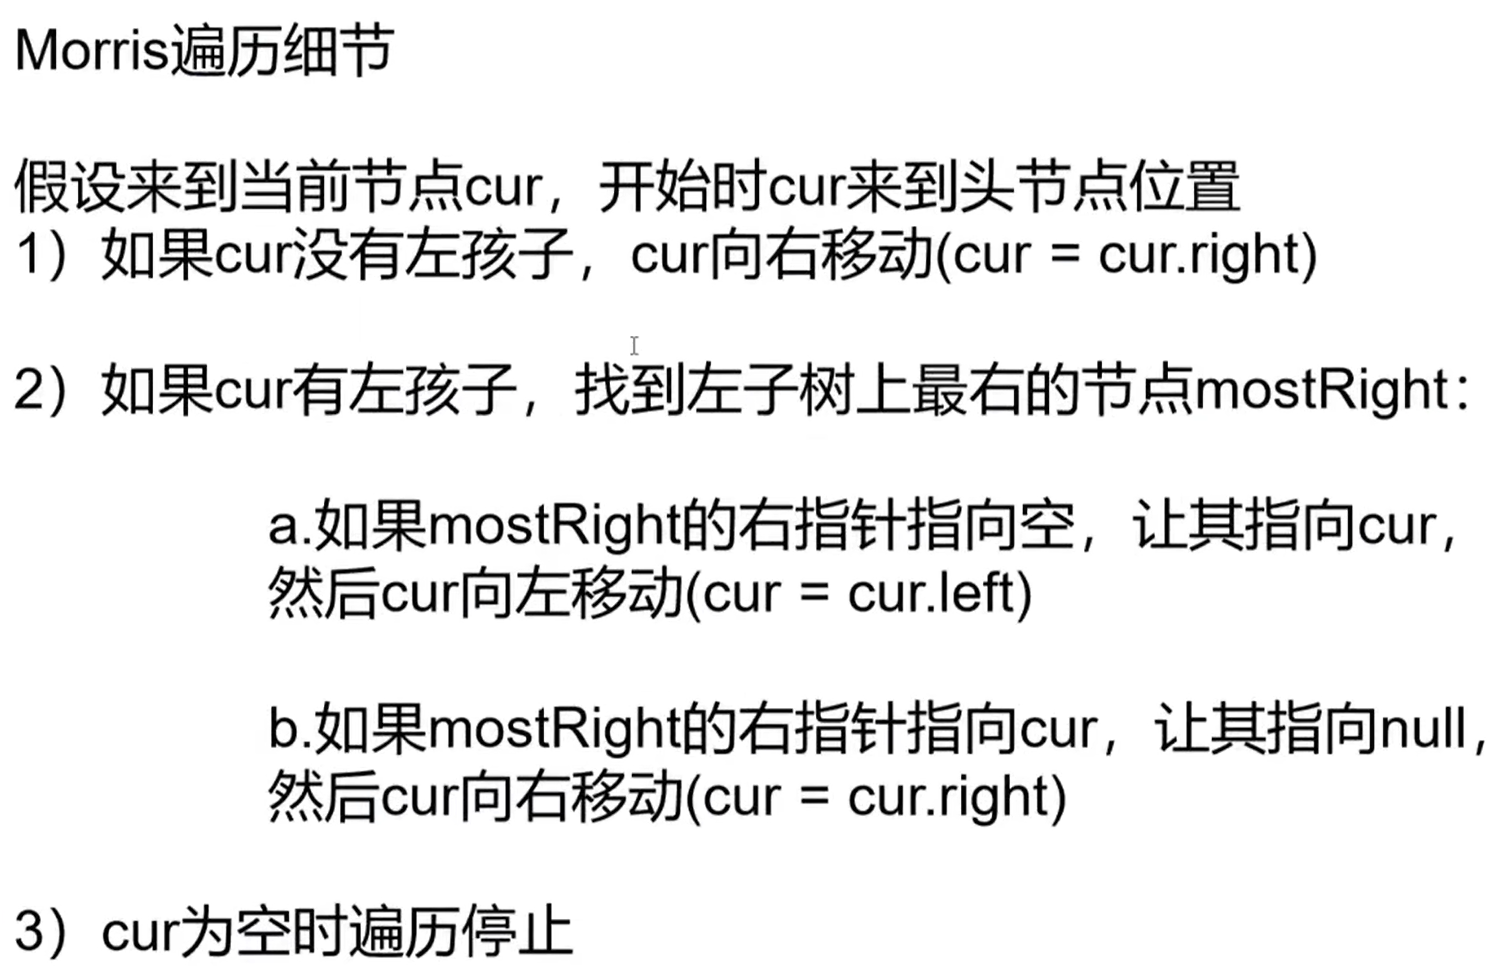 Morris遍历细节
假设来到当前节点cur，开始时cur来到头节点位置
1）如果cur没有左孩子，cur向右移动(cur = cur.right)
2）如果cur有左孩子，找到左子树上最右的节点mostRight：
a.如果mostRight的右指针指向空，让其指向cur，
然后cur向左移动(cur = cur.left)
b.如果mostRight的右指针指向cur，让其指向null，
然后cur向右移动(cur = cur.right)
3）cur为空时遍历停止